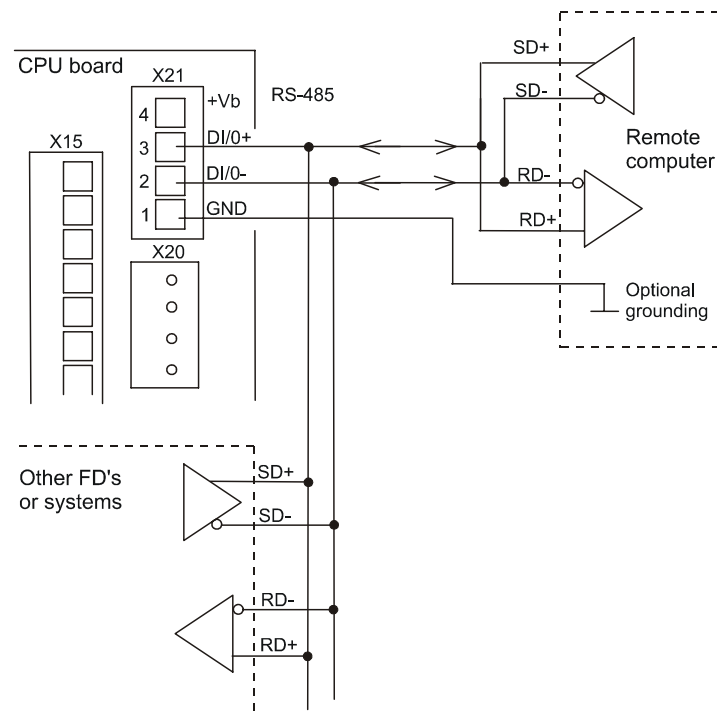 CPU board
X21
RS-485
4
+Vb
3
DI/0+
2
DI/0-
1
GND
X15
X20
SD+
SD-
Remote
computer
RD-
RD+
Optional
grounding
Other FD's
or systems
SD+
SD-
RD-
RD+